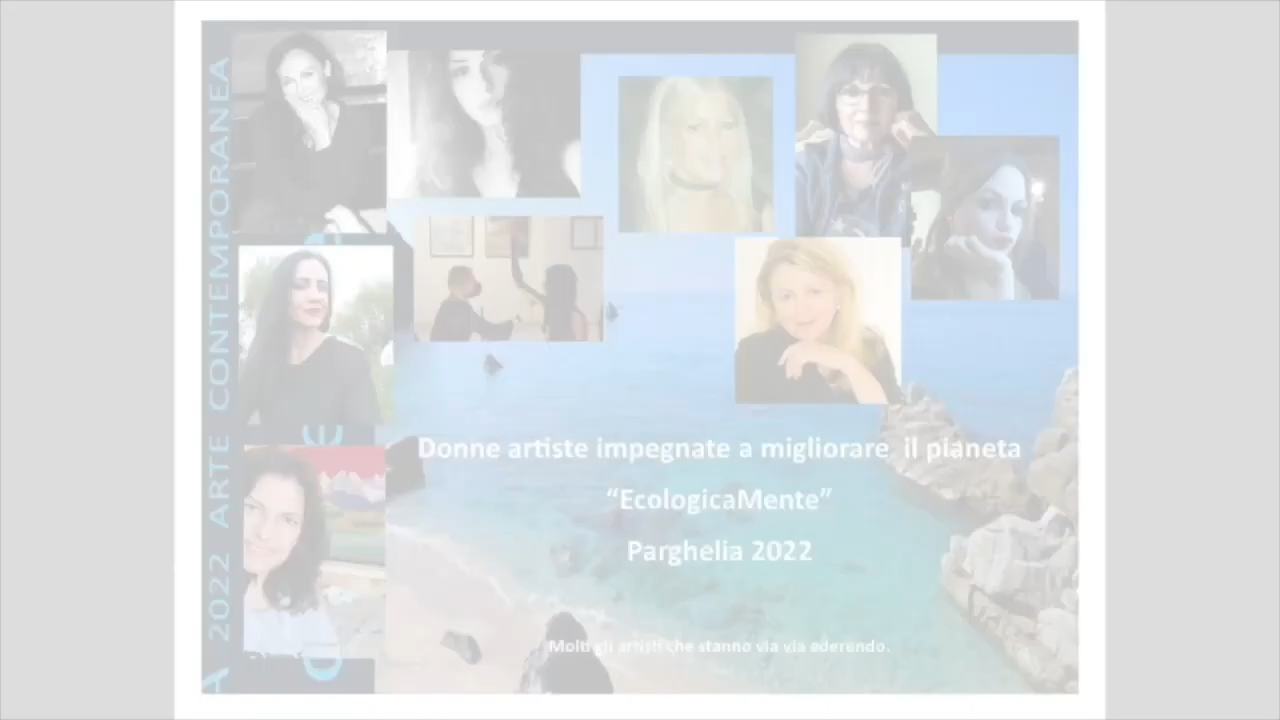 A 2022 ARTE CONTEMPORANEA
Donne artiste impegnate a migliorare il pianeta
“EcologicaMente”
Parghelia 2022
Molti gli artisti che stanno via via aderendo.